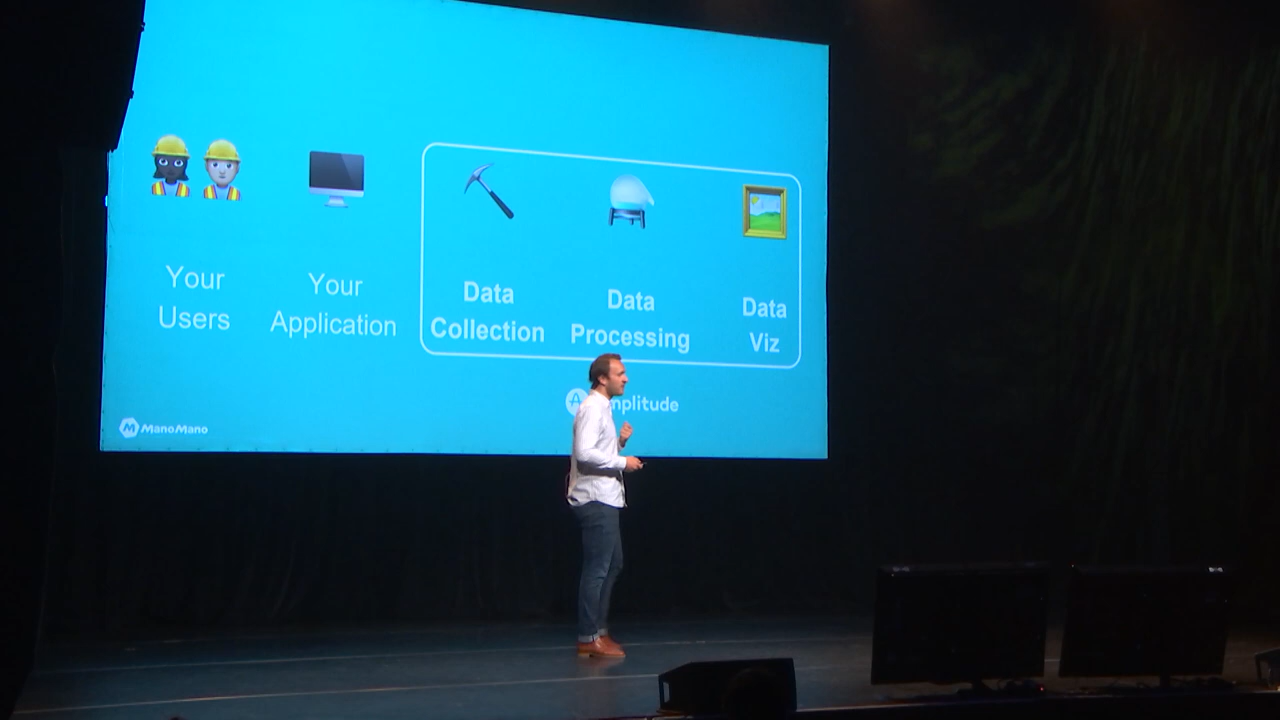 Your
Users
Your
Application
Data
Collection
Data
Processing
Data
Viz
ManoMano